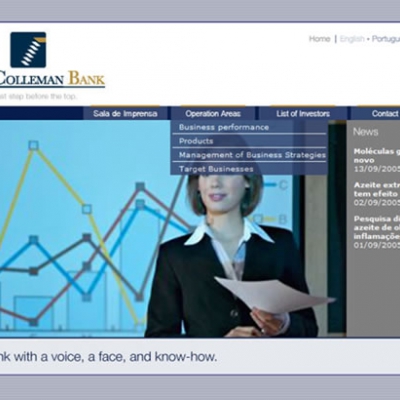 COLLEMAN BANK
st step before the top.
Home | English • Portugu
Sala de Imprensa Operation Areas List of Investors Contact
Business performance
Products
Management of Business Strategies
Target Businesses
News
Moléculas g
novo
13/09/2005
Azeite extr
tem efeito
02/09/2005
Pesquisa di
azeite de ol
inflamaçõe
01/09/2005
nk with a voice, a face, and know-how.